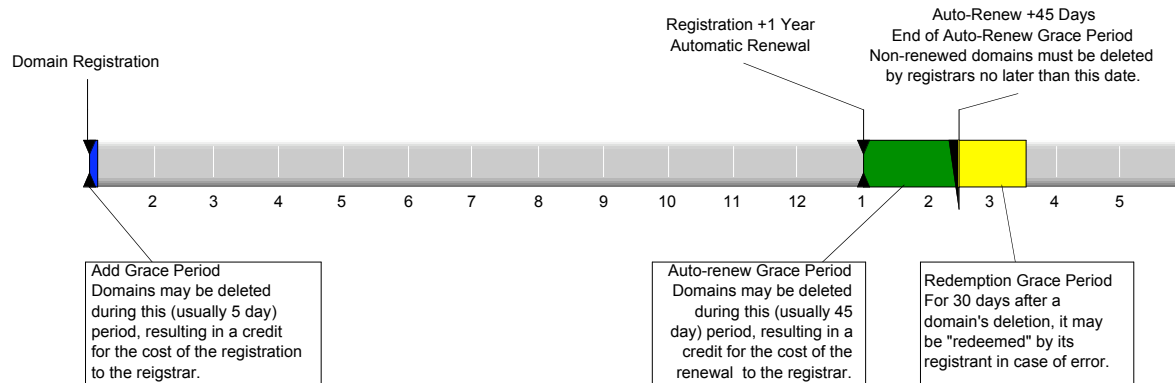 Domain Registration
Registration +1 Year
Automatic Renewal
Auto-Renew +45 Days
End of Auto-Renew Grace Period
Non-renewed domains must be deleted
by registrars no later than this date.
2 3 4 5 6 7 8 9 10 11 12 1 2 3 4 5
Add Grace Period
Domains may be deleted
during this (usually 5 day)
period, resulting in a credit
for the cost of the registration
to the reigstrar.
Auto-renew Grace Period
Domains may be deleted
during this (usually 45
day) period, resulting in a
credit for the cost of the
renewal to the registrar.
Redemption Grace Period
For 30 days after a
domain's deletion, it may
be "redeemed" by its
registrant in case of error.